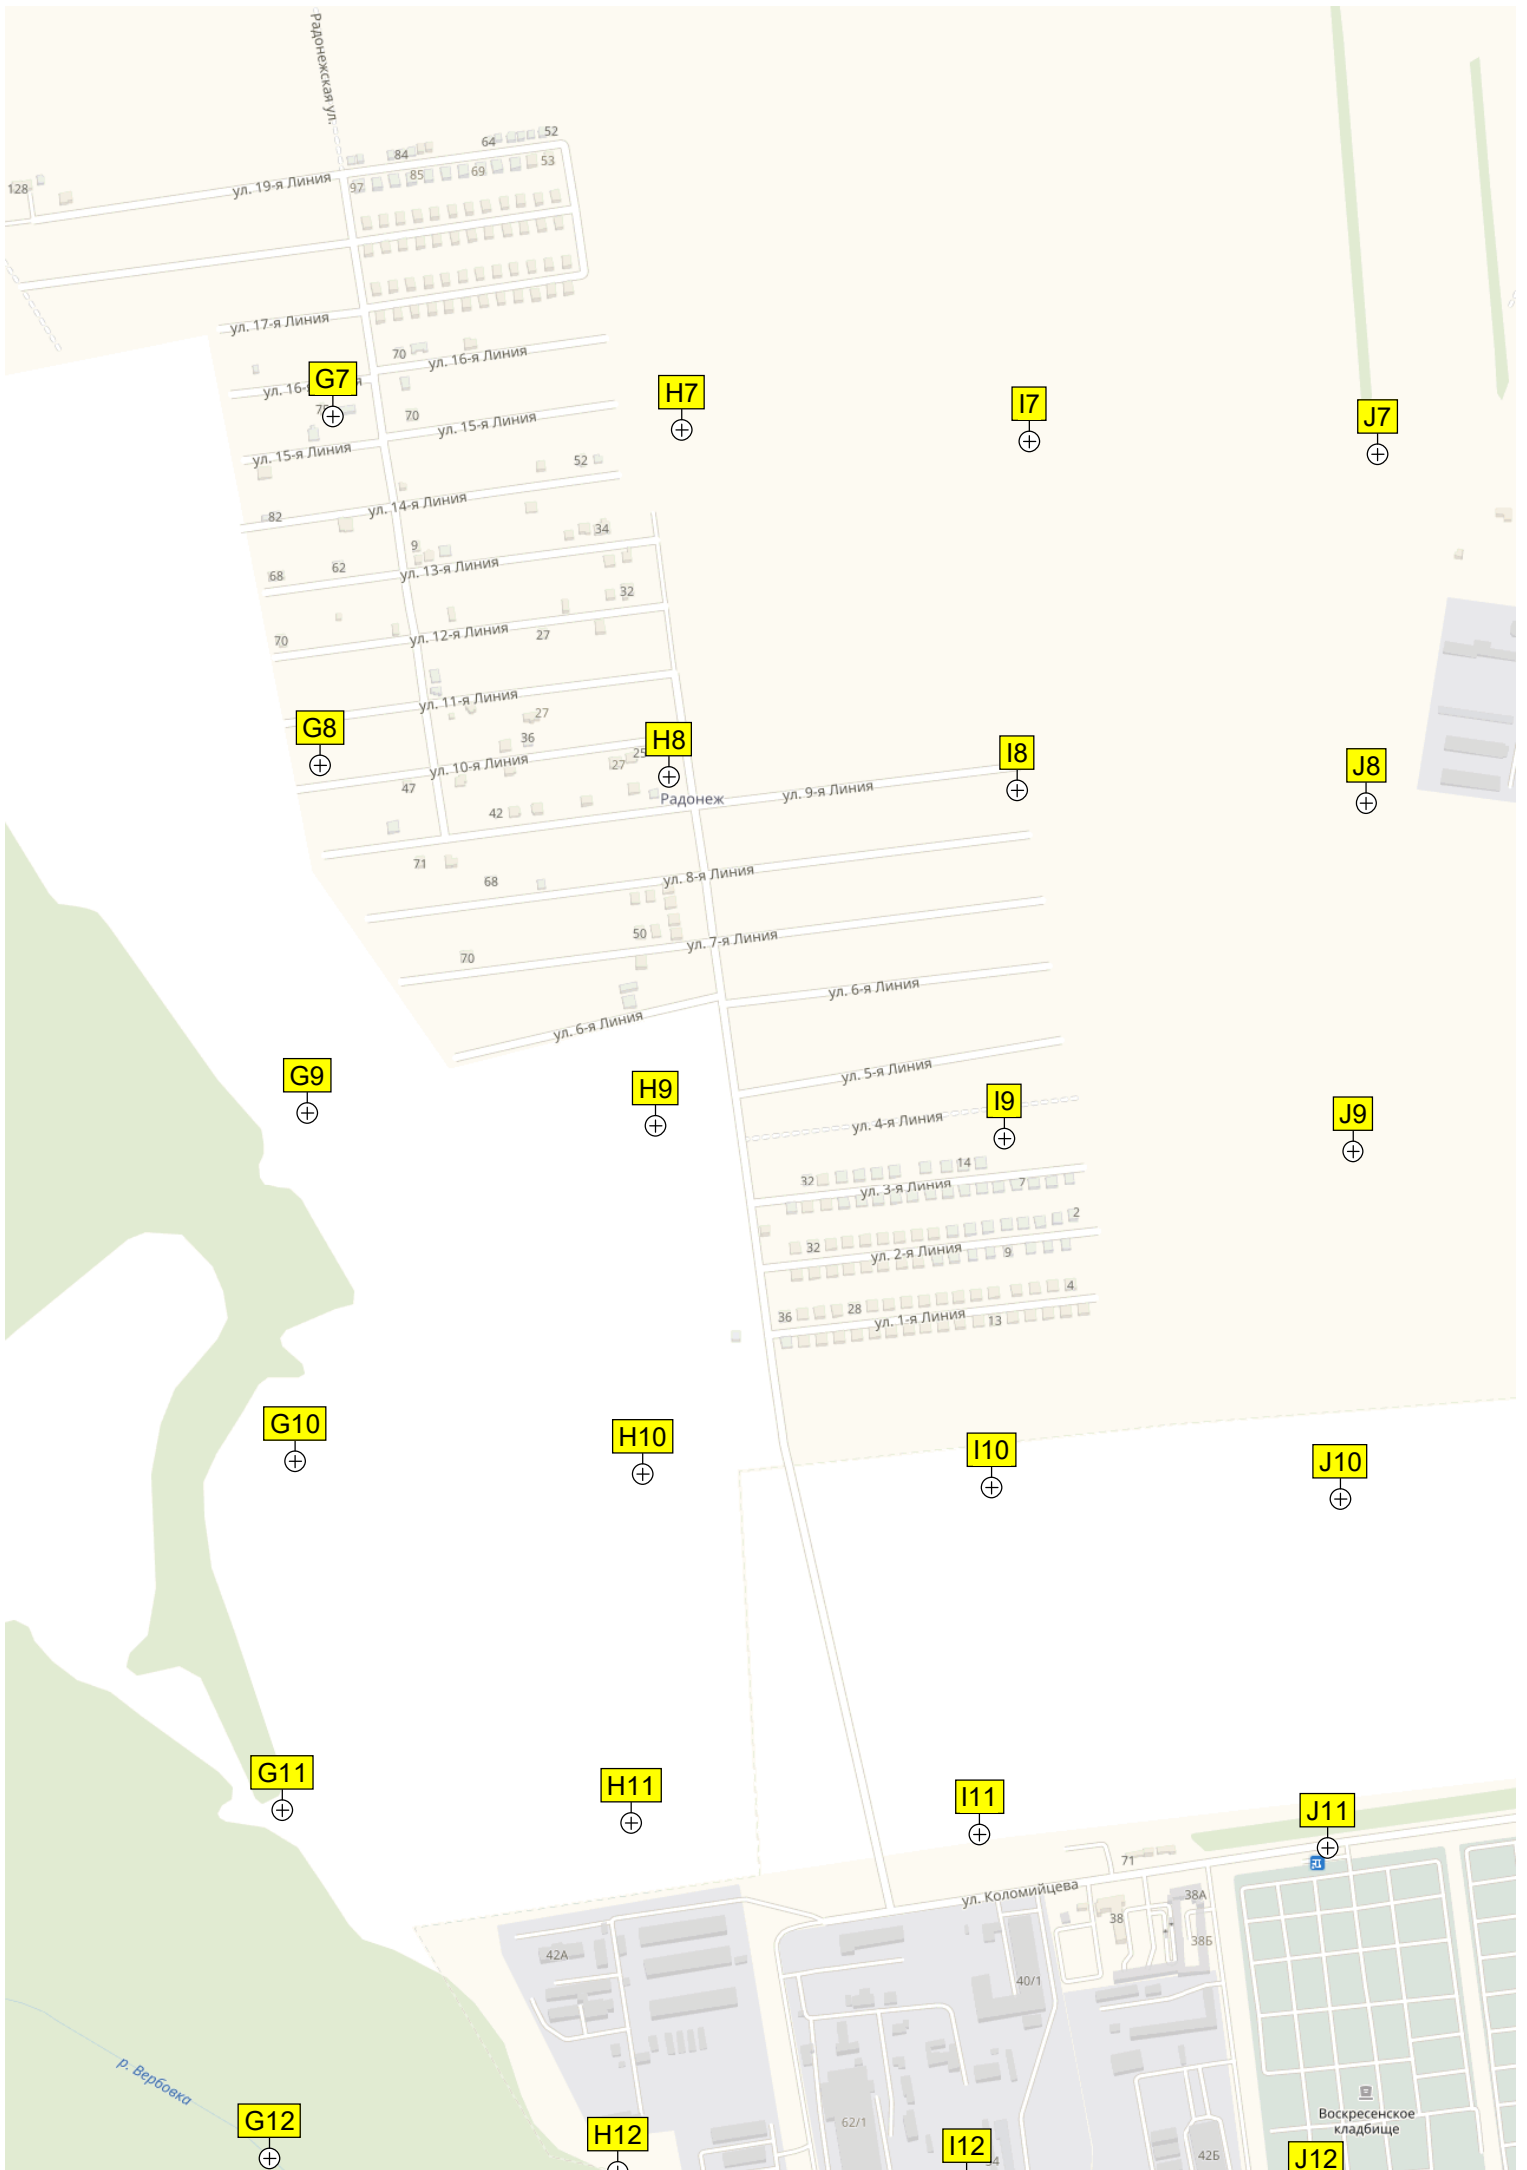 Радонежская ул.
52
64
84
53
69
85
97
128
ул. 19-я Линия
ул. 17-я Линия
70
ул. 16-я Линия
G7
H7
I7
J7
70
ул. 15-я Линия
ул. 15-я Линия
52
ул. 14-я Линия
82
34
9
62
68
ул. 13-я Линия
32
27
70
ул. 12-я Линия
ул. 11-я Линия
27
G8
H8
I8
J8
36
25
27
ул. 10-я Линия
47
Радонеж
ул. 9-я Линия
42
71
68
ул. 8-я Линия
50
ул. 7-я Линия
70
ул. 6-я Линия
ул. 6-я Линия
ул. 5-я Линия
G9
H9
I9
J9
ул. 4-я Линия
14
32
7
ул. 3-я Линия
2
32
ул. 2-я Линия
9
4
36
28
ул. 1-я Линия
13
G10
H10
I10
J10
G11
H11
I11
J11
71
ул. Коломийцева
38А
38
38Б
42А
40/1
р. Вербовка
62/1
Воскресенское
кладбище
G12
H12
I12
J12
42Б